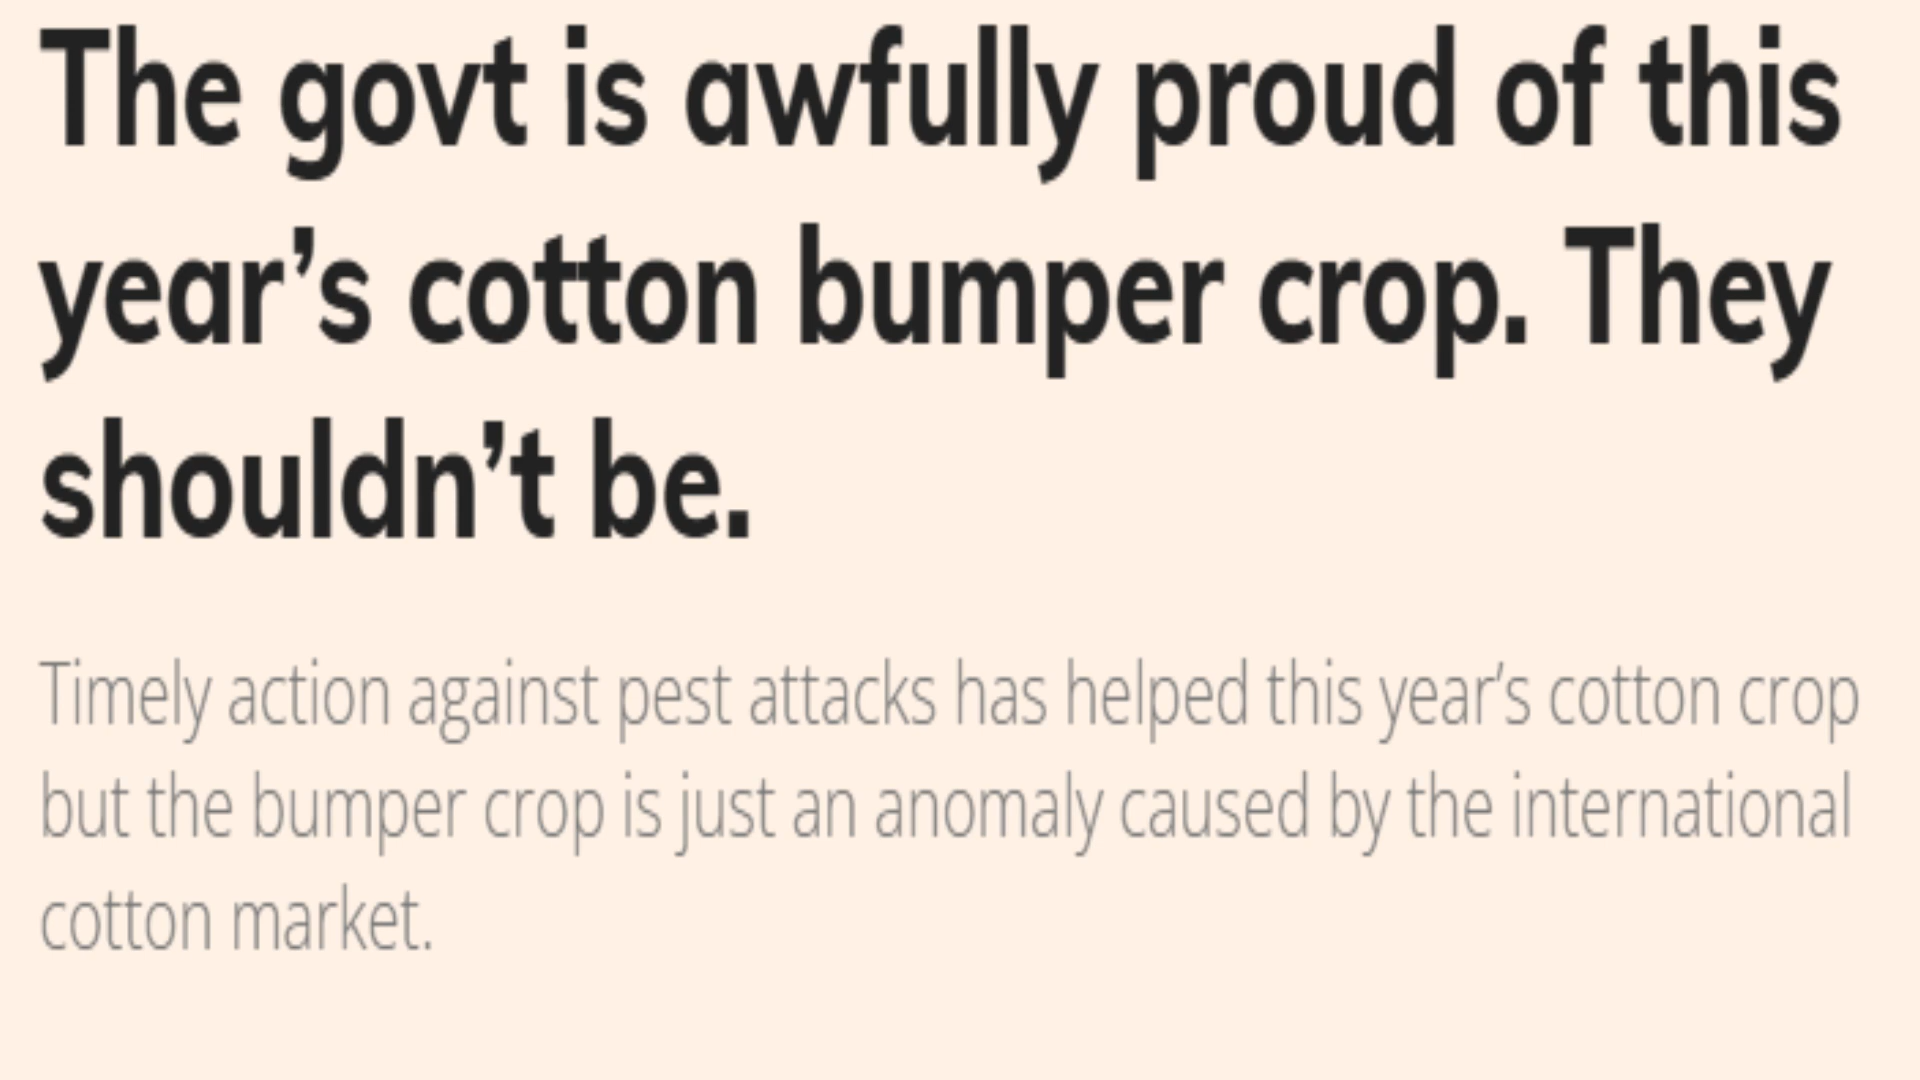 The govt is awfully proud of this
year’s cotton bumper crop. They
shouldn’t be.
Timely action against pest attacks has helped this year’s cotton crop
but the bumper crop is just an anomaly caused by the international
cotton market.